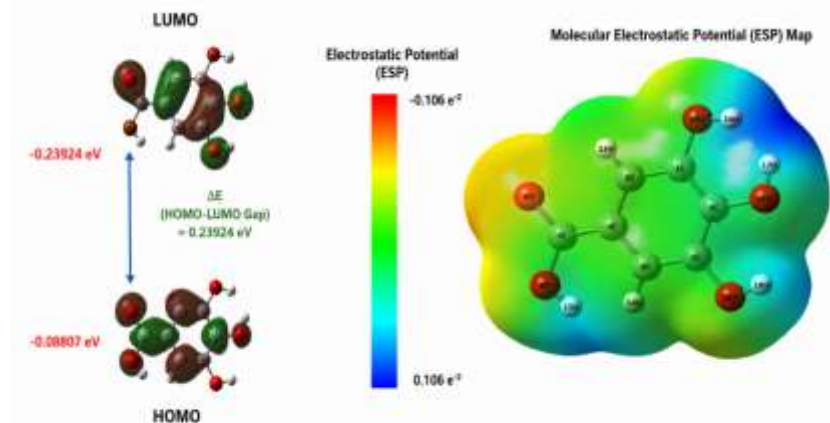 LUMO
-0.23924 eV
ΔE
(HOMO-LUMO Gap)
= 0.23924 eV
-0.08807 eV
HOMO
Electrostatic Potential
(ESP)
-0.106 e⁻²
0.106 e⁻²
Molecular Electrostatic Potential (ESP) Map